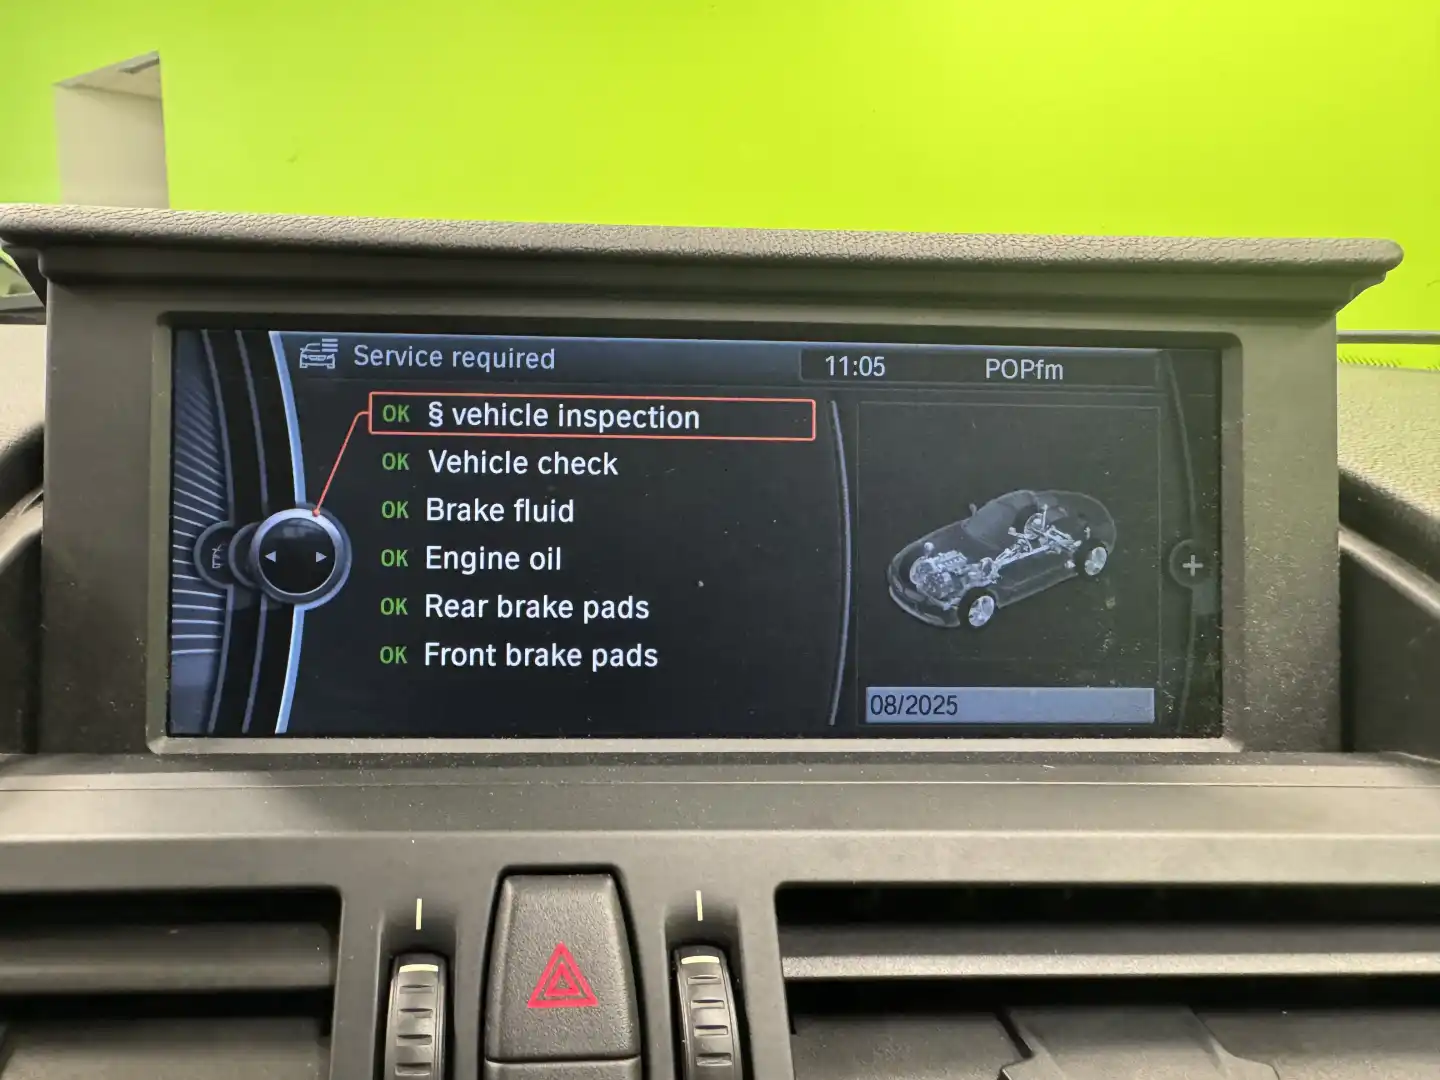 Service required
11:05
POPfm
OK § vehicle inspection
OK Vehicle check
OK Brake fluid
OK Engine oil
OK Rear brake pads
OK Front brake pads
08/2025
+